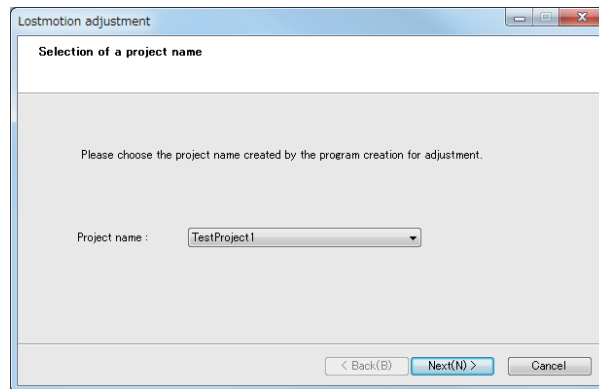 Lostmotion adjustment
Selection of a project name
Please choose the project name created by the program creation for adjustment.
Project name :
TestProject1
< Back(B) Next(N) > Cancel